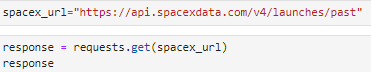 spacex_url="https://api.spacexdata.com/v4/launches/past"
response = requests.get(spacex_url)
response